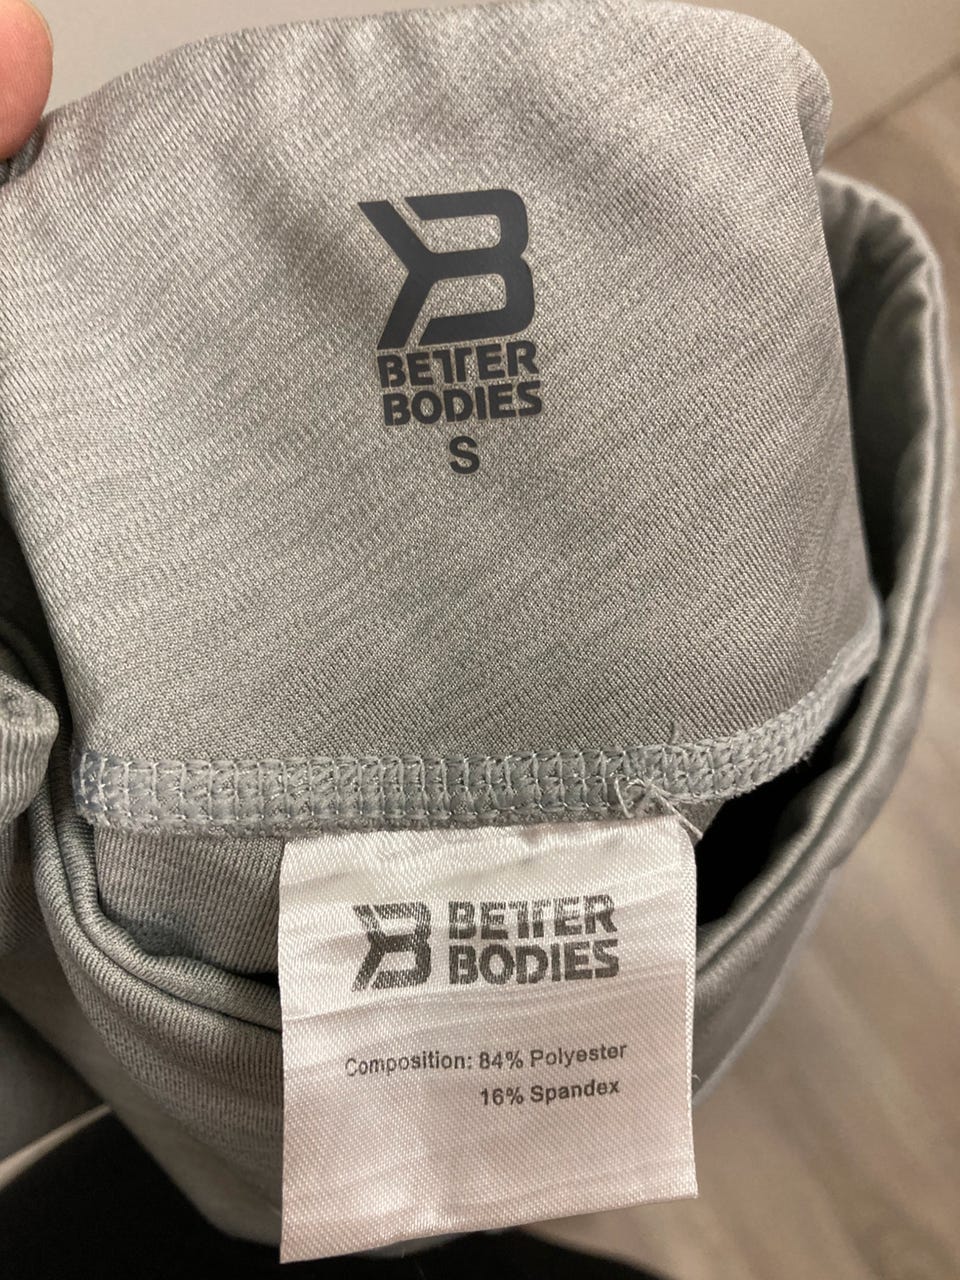 BETTER
BODIES
S
BETTER
BODIES
Composition: 84% Polyester
16% Spandex